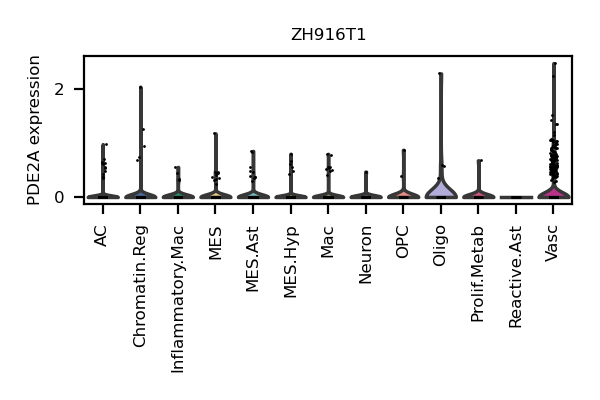 ZH916T1
PDE2A expression
2
0
AC
Chromatin.Reg
Inflammatory.Mac
MES
MES.Ast
MES.Hyp
Mac
Neuron
OPC
Oligo
Prolif.Metab
Reactive.Ast
Vasc